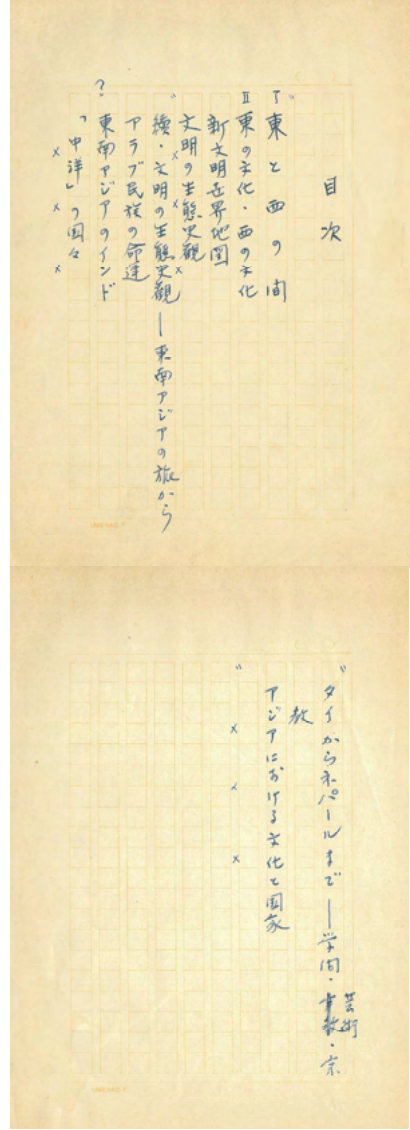 目次
Ⅰ 東と西の間
Ⅱ 東の文化・西の文化
新文明世界地図
文明の生態史観
続・文明の生態史観―東南アジアの旅から
アラブ民族の命運
? 東南アジアのインド
「中洋」の国々
× × ×
〃タイからネパールまで―学問・芸術・宗
教
アジアにおける文化と国家
〃 × × ×